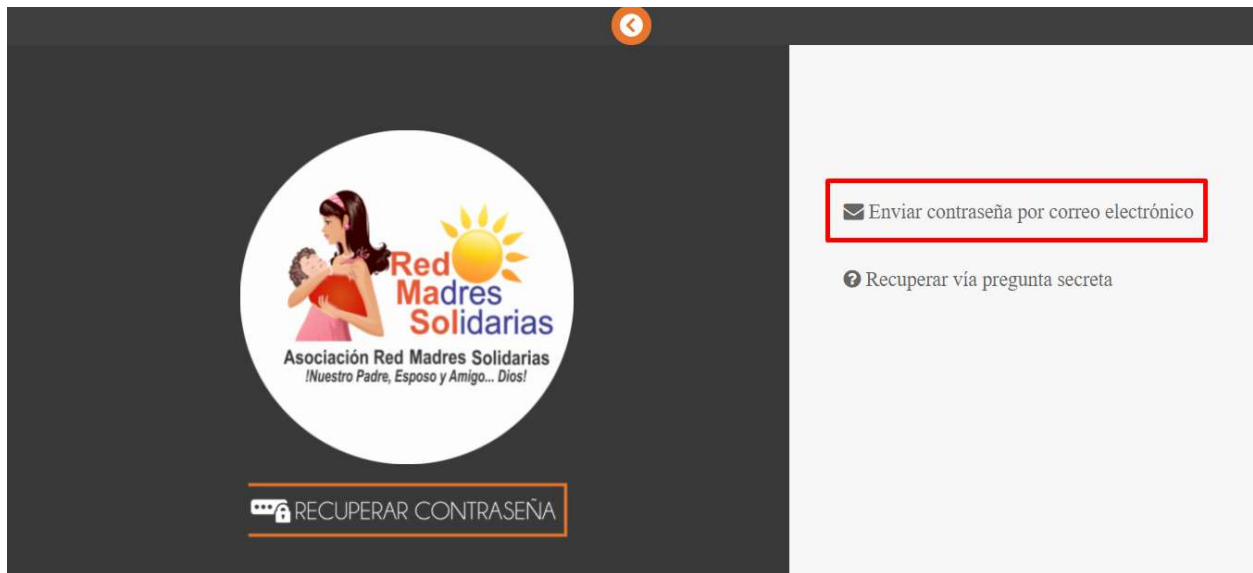 Red
Madres
Solidarias
Asociación Red Madres Solidarias
!Nuestro Padre, Esposo y Amigo... Dios!
RECUPERAR CONTRASEÑA
Enviar contraseña por correo electrónico
Recuperar vía pregunta secreta